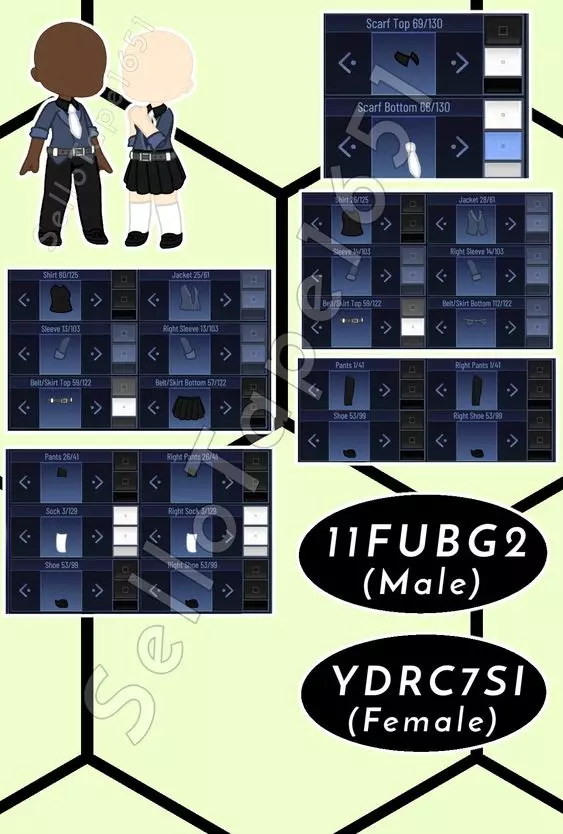 Scarf Top 69/130
Scarf Bottom 66/130
Shirt 26/125
Jacket 28/61
Sleeve 14/103
Right Sleeve 14/103
Belt/Skirt Top 59/122
Belt/Skirt Bottom 112/122
Shirt 80/125
Jacket 25/61
Sleeve 13/103
Right Sleeve 13/103
Belt/Skirt Top 59/122
Belt/Skirt Bottom 57/122
Pants 1/41
Right Pants 1/41
Shoe 53/99
Right Shoe 53/99
Pants 26/41
Right Pants 26/41
Sock 3/129
Right Sock 3/129
Shoe 53/99
Right Shoe 53/99
11FUBG2
(Male)
YDRC7SI
(Female)
SelloTape1651
SelloTape1651